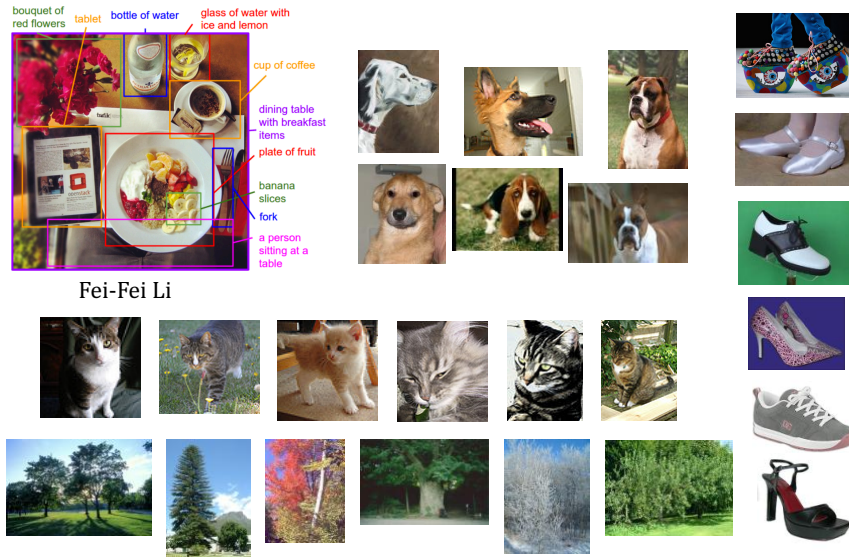 bouquet of
red flowers
tablet
bottle of water
glass of water with
ice and lemon
cup of coffee
dining table
with breakfast
items
plate of fruit
banana
slices
fork
a person
sitting at a
table
Fei-Fei Li